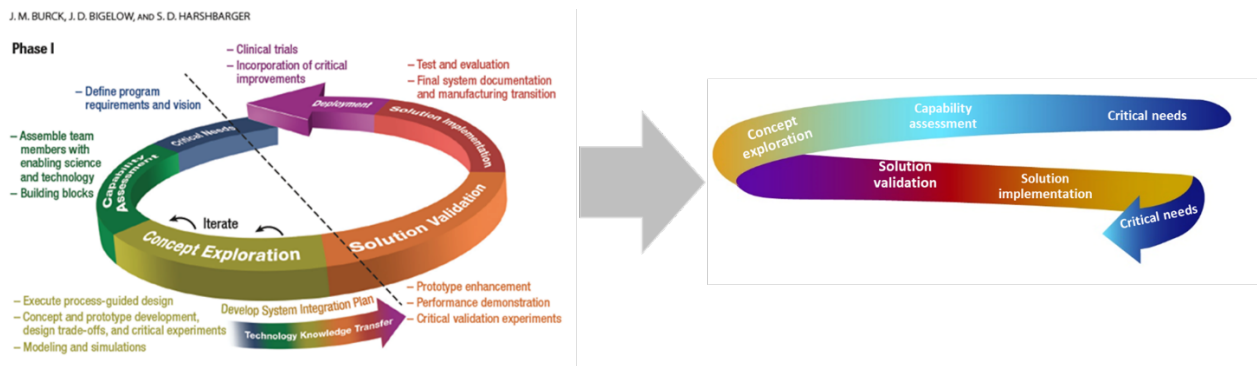 J. M. BURCK, J. D. BIGELOW, AND S. D. HARSHBARGER
Phase I
– Clinical trials
– Incorporation of critical
improvements
– Test and evaluation
– Final system documentation
and manufacturing transition
– Define program
requirements and vision
– Assemble team
members with
enabling science
and technology
– Building blocks
Critical Needs
Deployment
Solution Implementation
Capability
Assessment
Iterate
Concept Exploration
Solution Validation
– Execute process-guided design
– Concept and prototype development,
design trade-offs, and critical experiments
– Modeling and simulations
Develop System Integration Plan
Technology Knowledge Transfer
– Prototype enhancement
– Performance demonstration
– Critical validation experiments
Concept
exploration
Capability
assessment
Critical needs
Solution
validation
Solution
implementation
Critical needs